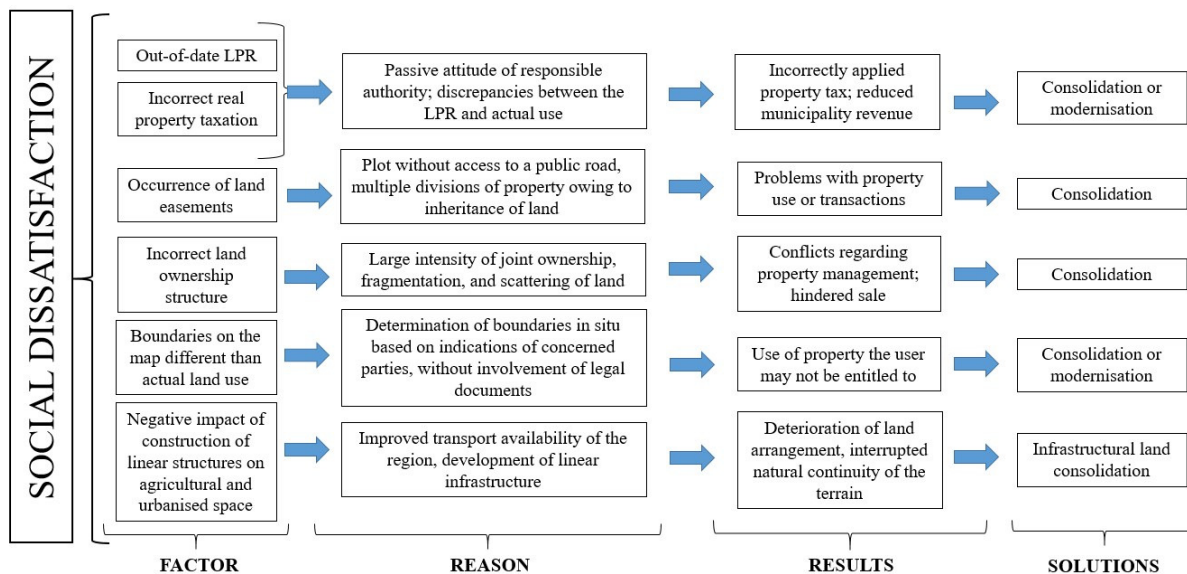 SOCIAL DISSATISFACTION
Out-of-date LPR
Incorrect real
property taxation
Passive attitude of responsible
authority; discrepancies between the
LPR and actual use
Incorrectly applied
property tax; reduced
municipality revenue
Consolidation or
modernisation
Occurrence of land
easements
Plot without access to a public road,
multiple divisions of property owing to
inheritance of land
Problems with property
use or transactions
Consolidation
Incorrect land
ownership
structure
Large intensity of joint ownership,
fragmentation, and scattering of land
Conflicts regarding
property management;
hindered sale
Consolidation
Boundaries on the
map different than
actual land use
Determination of boundaries in situ
based on indications of concerned
parties, without involvement of legal
documents
Use of property the user
may not be entitled to
Consolidation or
modernisation
Negative impact of
construction of
linear structures on
agricultural and
urbanised space
Improved transport availability of the
region, development of linear
infrastructure
Deterioration of land
arrangement, interrupted
natural continuity of the
terrain
Infrastructural land
consolidation
FACTOR
REASON
RESULTS
SOLUTIONS